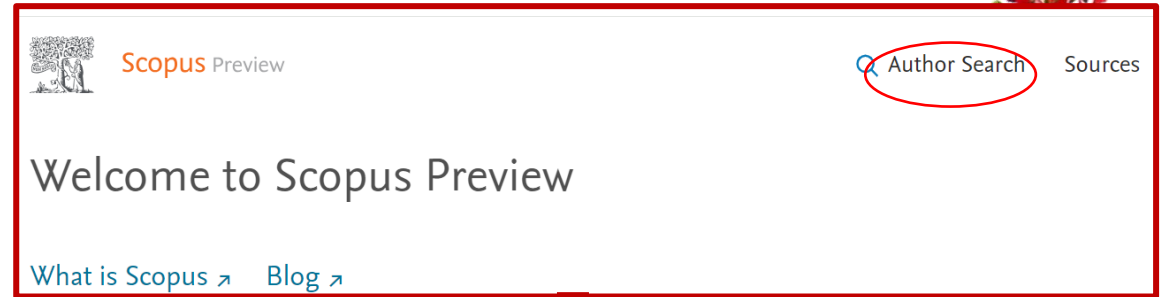 Scopus Preview
Author Search Sources
Welcome to Scopus Preview
What is Scopus ↗ Blog ↗